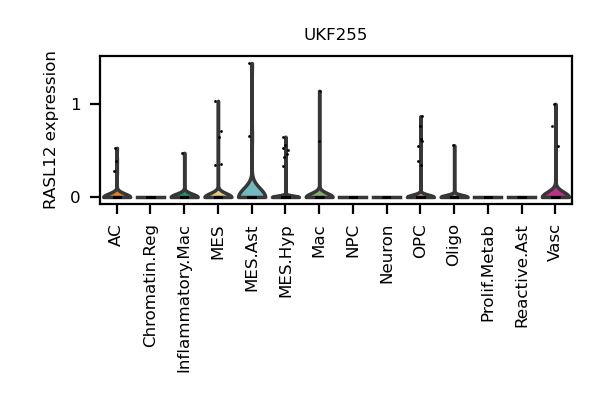 UKF255
RASL12 expression
1
0
AC
Chromatin.Reg
Inflammatory.Mac
MES
MES.Ast
MES.Hyp
Mac
NPC
Neuron
OPC
Oligo
Prolif.Metab
Reactive.Ast
Vasc